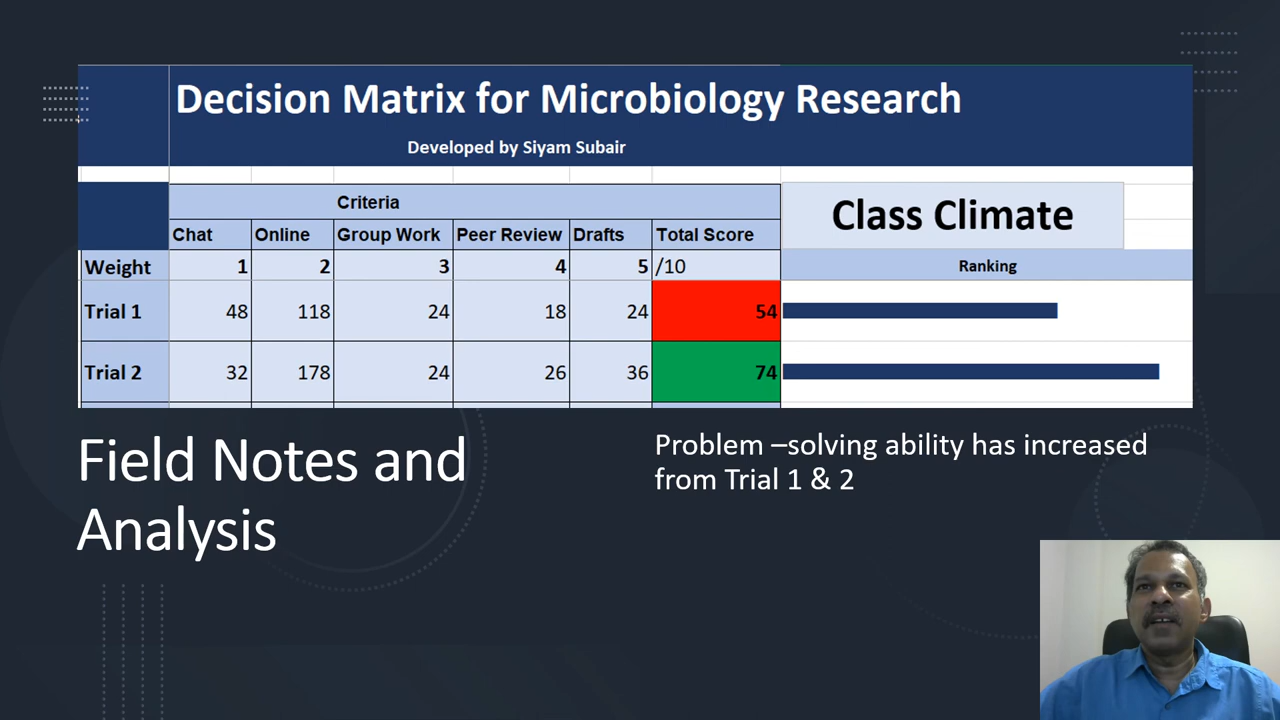 Decision Matrix for Microbiology Research
Developed by Siyam Subair
Criteria
Class Climate
Chat Online Group Work Peer Review Drafts Total Score
Weight 1 2 3 4 5 /10 Ranking
Trial 1 48 118 24 18 24 54
Trial 2 32 178 24 26 36 74
Field Notes and
Analysis
Problem –solving ability has increased
from Trial 1 & 2